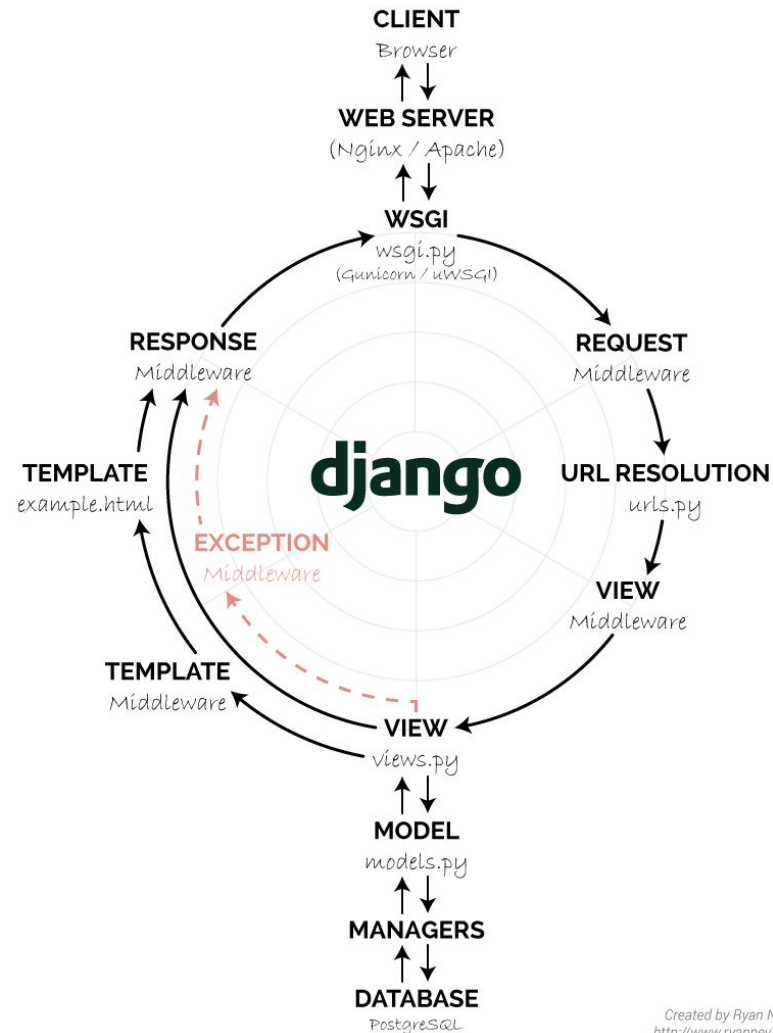 CLIENT
Browser
WEB SERVER
(Nginx / Apache)
WSGI
wsgi.py
(Gunicorn / uWSGI)
RESPONSE
Middleware
REQUEST
Middleware
django
TEMPLATE
example.html
URL RESOLUTION
urls.py
EXCEPTION
Middleware
VIEW
Middleware
TEMPLATE
Middleware
VIEW
views.py
MODEL
models.py
MANAGERS
DATABASE
PostgreSQL
Created by Ryan